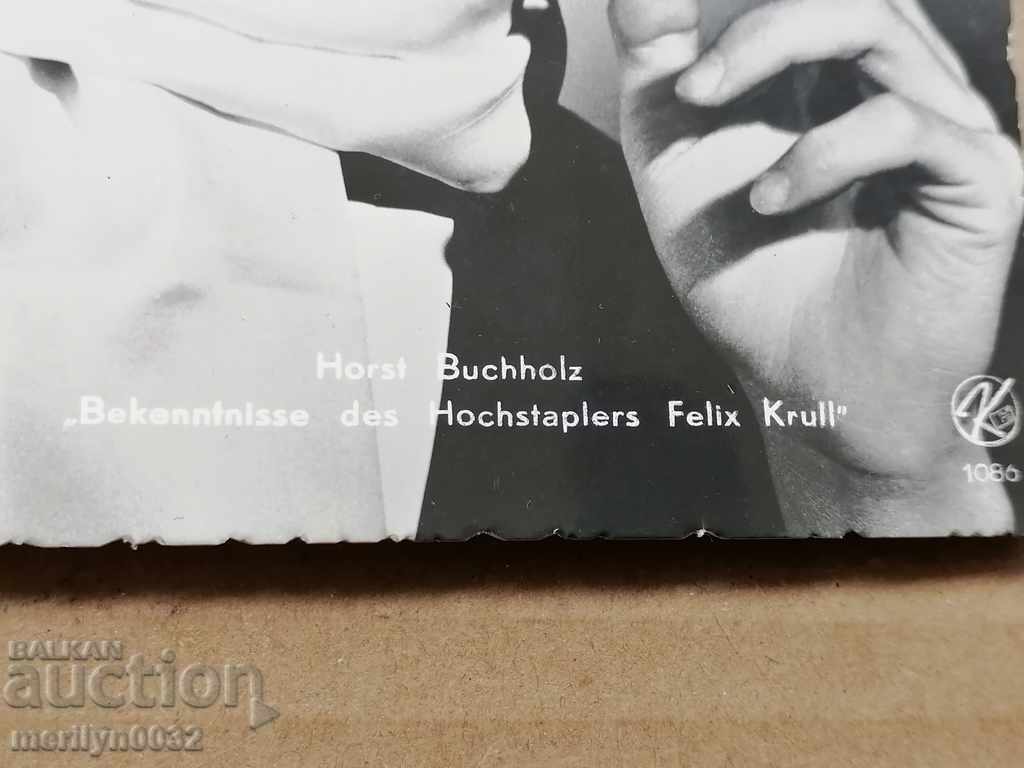 Horst Buchholz
„Bekenntnisse des Hochstaplers Felix Krull"
1086
BALKAN
auction
merilyn0032